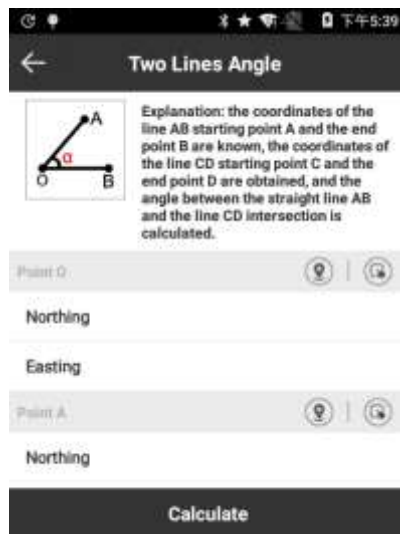 下午5:39
Two Lines Angle
A
α
O
B
Explanation: the coordinates of the
line AB starting point A and the end
point B are known, the coordinates of
the line CD starting point C and the
end point D are obtained, and the
angle between the straight line AB
and the line CD intersection is
calculated.
Point O
Northing
Easting
Point A
Northing
Calculate